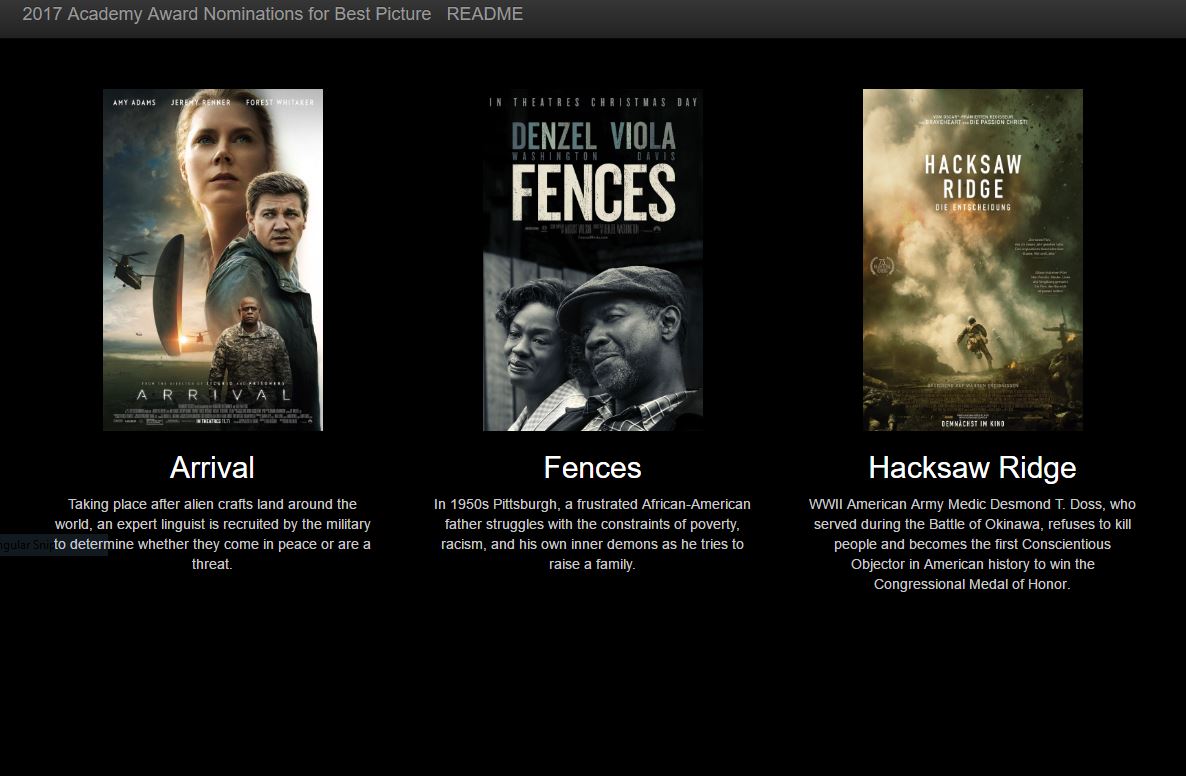 2017 Academy Award Nominations for Best Picture README
AMY ADAMS JEREMY RENNER FOREST WHITAKER
FROM THE DIRECTOR OF SICARIO AND PRISONERS
ARRIVAL
IN THEATRES 11.11
IN THEATRES CHRISTMAS DAY
DENZEL VIOLA
WASHINGTON DAVIS
FENCES
VOM OSCAR®-PRÄMIERTEN REGISSEUR
VON BRAVEHEART UND DIE PASSION CHRISTI
HACKSAW
RIDGE
DIE ENTSCHEIDUNG
BASIEREND AUF WAHREN EREIGNISSEN
DEMNÄCHST IM KINO
Arrival
Taking place after alien crafts land around the
world, an expert linguist is recruited by the military
to determine whether they come in peace or are a
threat.
Fences
In 1950s Pittsburgh, a frustrated African-American
father struggles with the constraints of poverty,
racism, and his own inner demons as he tries to
raise a family.
Hacksaw Ridge
WWII American Army Medic Desmond T. Doss, who
served during the Battle of Okinawa, refuses to kill
people and becomes the first Conscientious
Objector in American history to win the
Congressional Medal of Honor.
ngular Snip